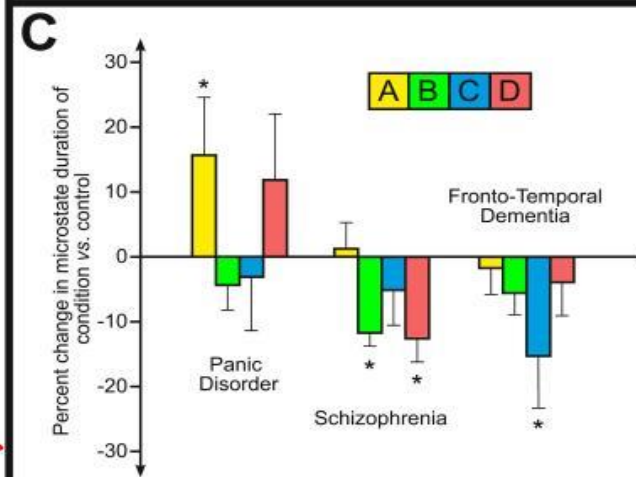 C
Percent change in microstate duration of
condition vs. control
30
20
10
0
-10
-20
-30
*
A B C D
Fronto-Temporal
Dementia
Panic
Disorder
*
*
Schizophrenia
*